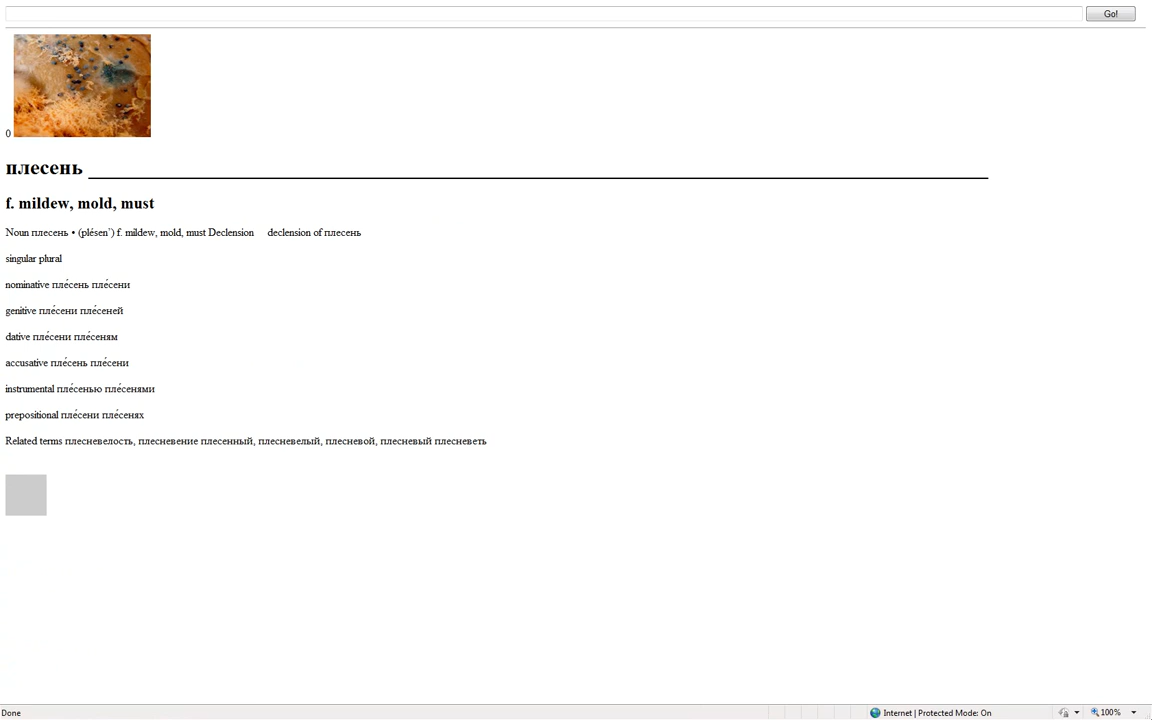 Go!
0
плесень
f. mildew, mold, must
Noun плесень • (plésen') f. mildew, mold, must Declension declension of плесень
singular plural
nominative пле́сень пле́сени
genitive пле́сени пле́сеней
dative пле́сени пле́сеням
accusative пле́сень пле́сени
instrumental пле́сенью пле́сенями
prepositional пле́сени пле́сенях
Related terms плесневелость, плесневение плесенный, плесневелый, плесневой, плесневый плесневеть
Done
Internet | Protected Mode: On
100%